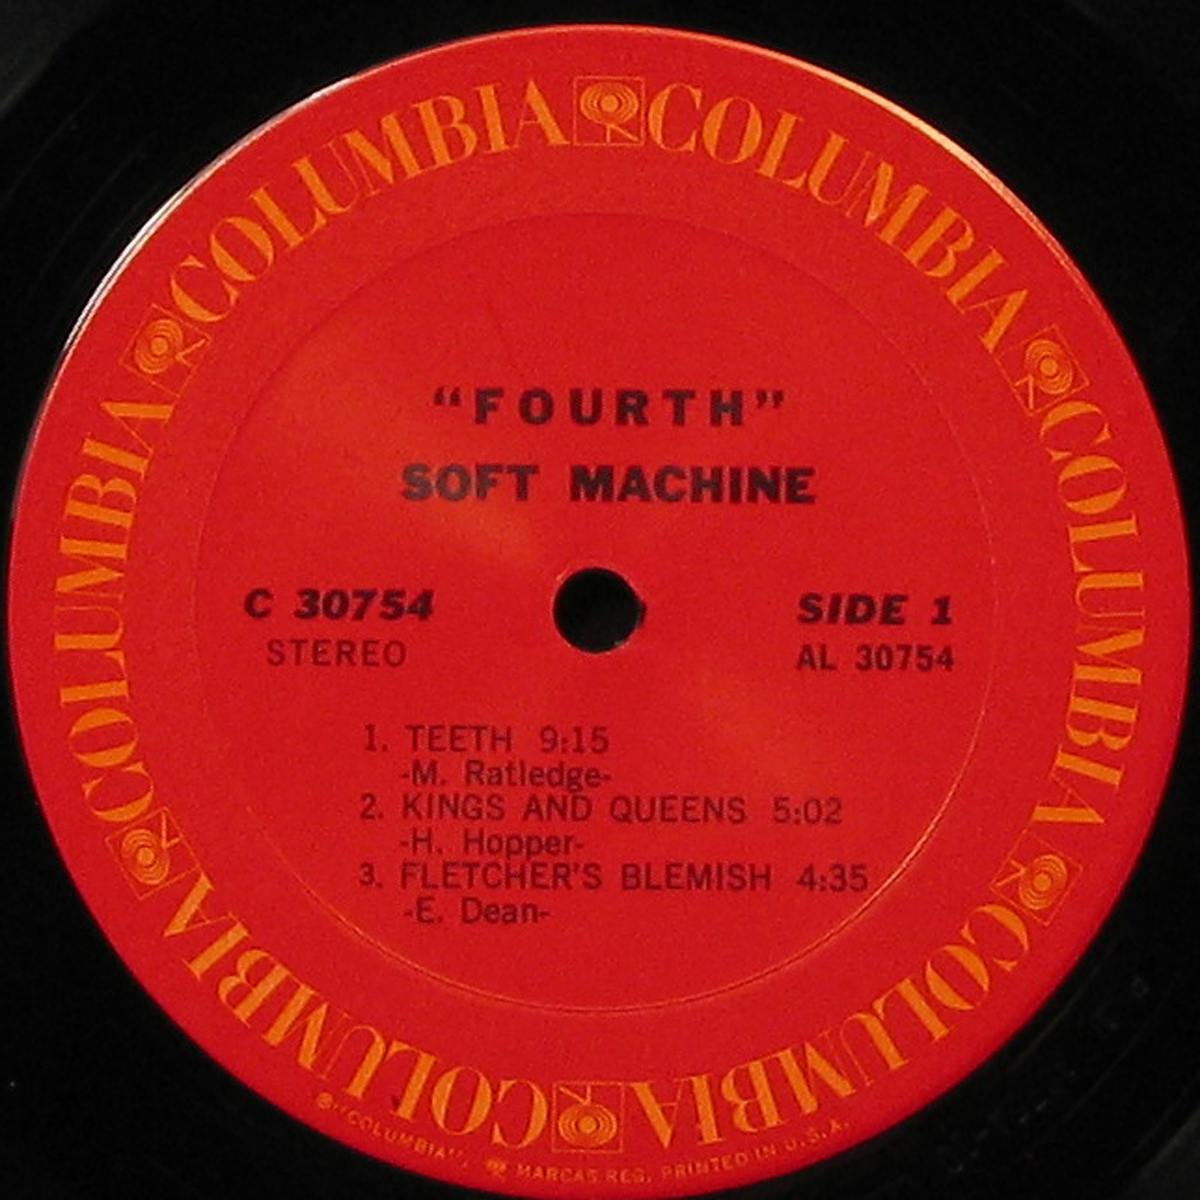 COLUMBIA COLUMBIA COLUMBIA COLUMBIA COLUMBIA COLUMBIA
"FOURTH"
SOFT MACHINE
C 30754
STEREO
SIDE 1
AL 30754
1. TEETH 9:15
-M. Ratledge-
2. KINGS AND QUEENS 5:02
-H. Hopper-
3. FLETCHER'S BLEMISH 4:35
-E. Dean-
®"COLUMBIA", MARCAS REG. PRINTED IN U.S.A.